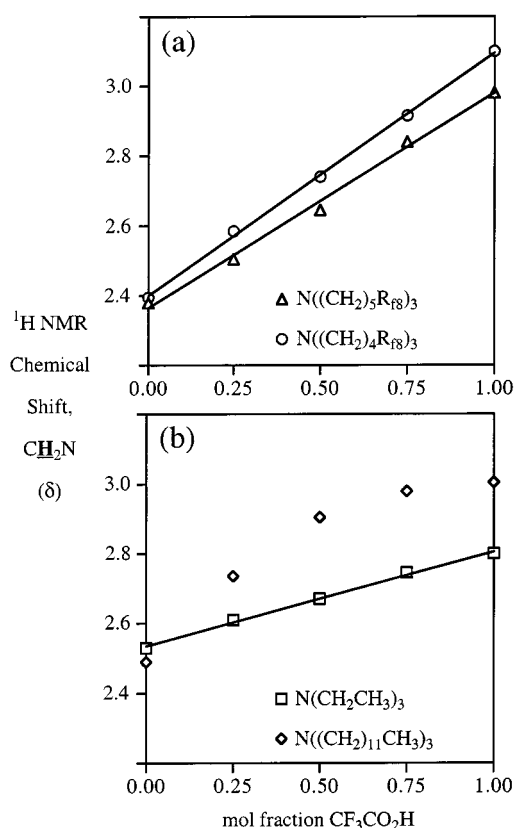 (a)
3.0
2.8
2.6
2.4
△ N((CH2)5Rf8)3
○ N((CH2)4Rf8)3
0.00 0.25 0.50 0.75 1.00
1H NMR
Chemical
Shift,
CH2N
(δ)
(b)
3.0
2.8
2.6
2.4
□ N(CH2CH3)3
◇ N((CH2)11CH3)3
0.00 0.25 0.50 0.75 1.00
mol fraction CF3CO2H